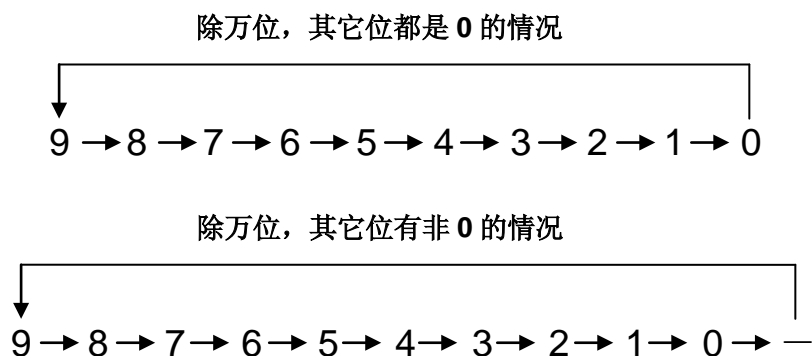 除万位，其它位都是 0 的情况
9 → 8 → 7 → 6 → 5 → 4 → 3 → 2 → 1 → 0
除万位，其它位有非 0 的情况
9 → 8 → 7 → 6 → 5 → 4 → 3 → 2 → 1 → 0 → —